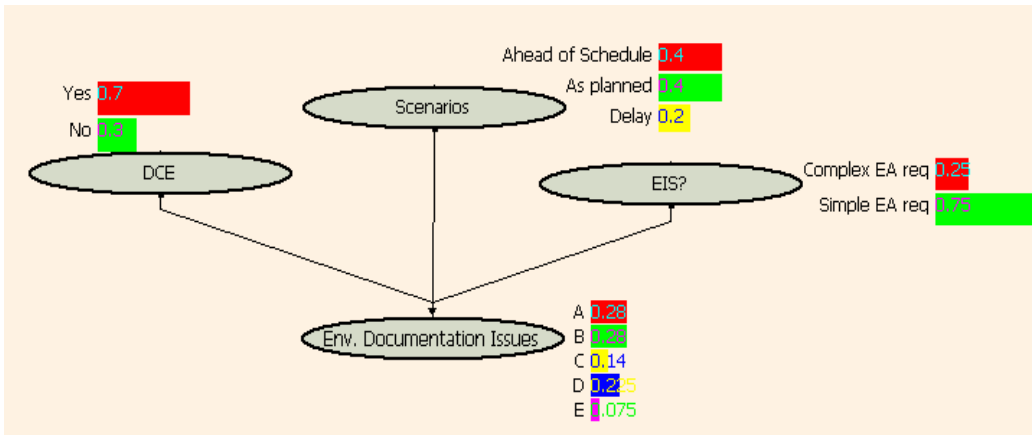 Ahead of Schedule 0.4
As planned 0.4
Delay 0.2
Yes 0.7
No 0.3
Scenarios
DCE
EIS?
Complex EA req 0.25
Simple EA req 0.75
Env. Documentation Issues
A 0.28
B 0.28
C 0.14
D 0.225
E 0.075